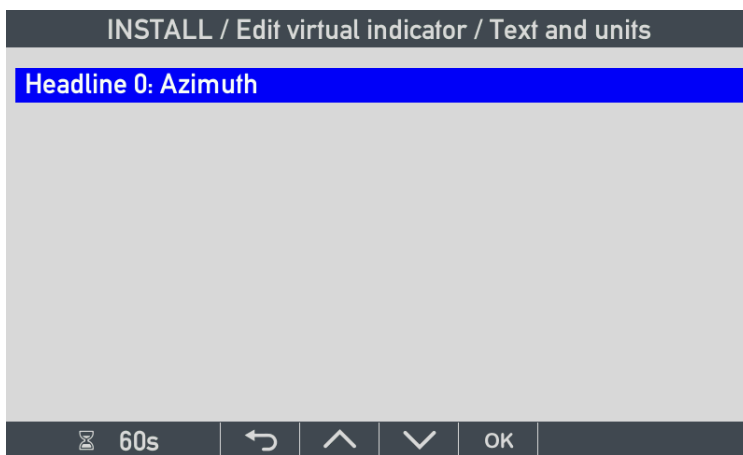 INSTALL / Edit virtual indicator / Text and units
Headline 0: Azimuth
60s OK